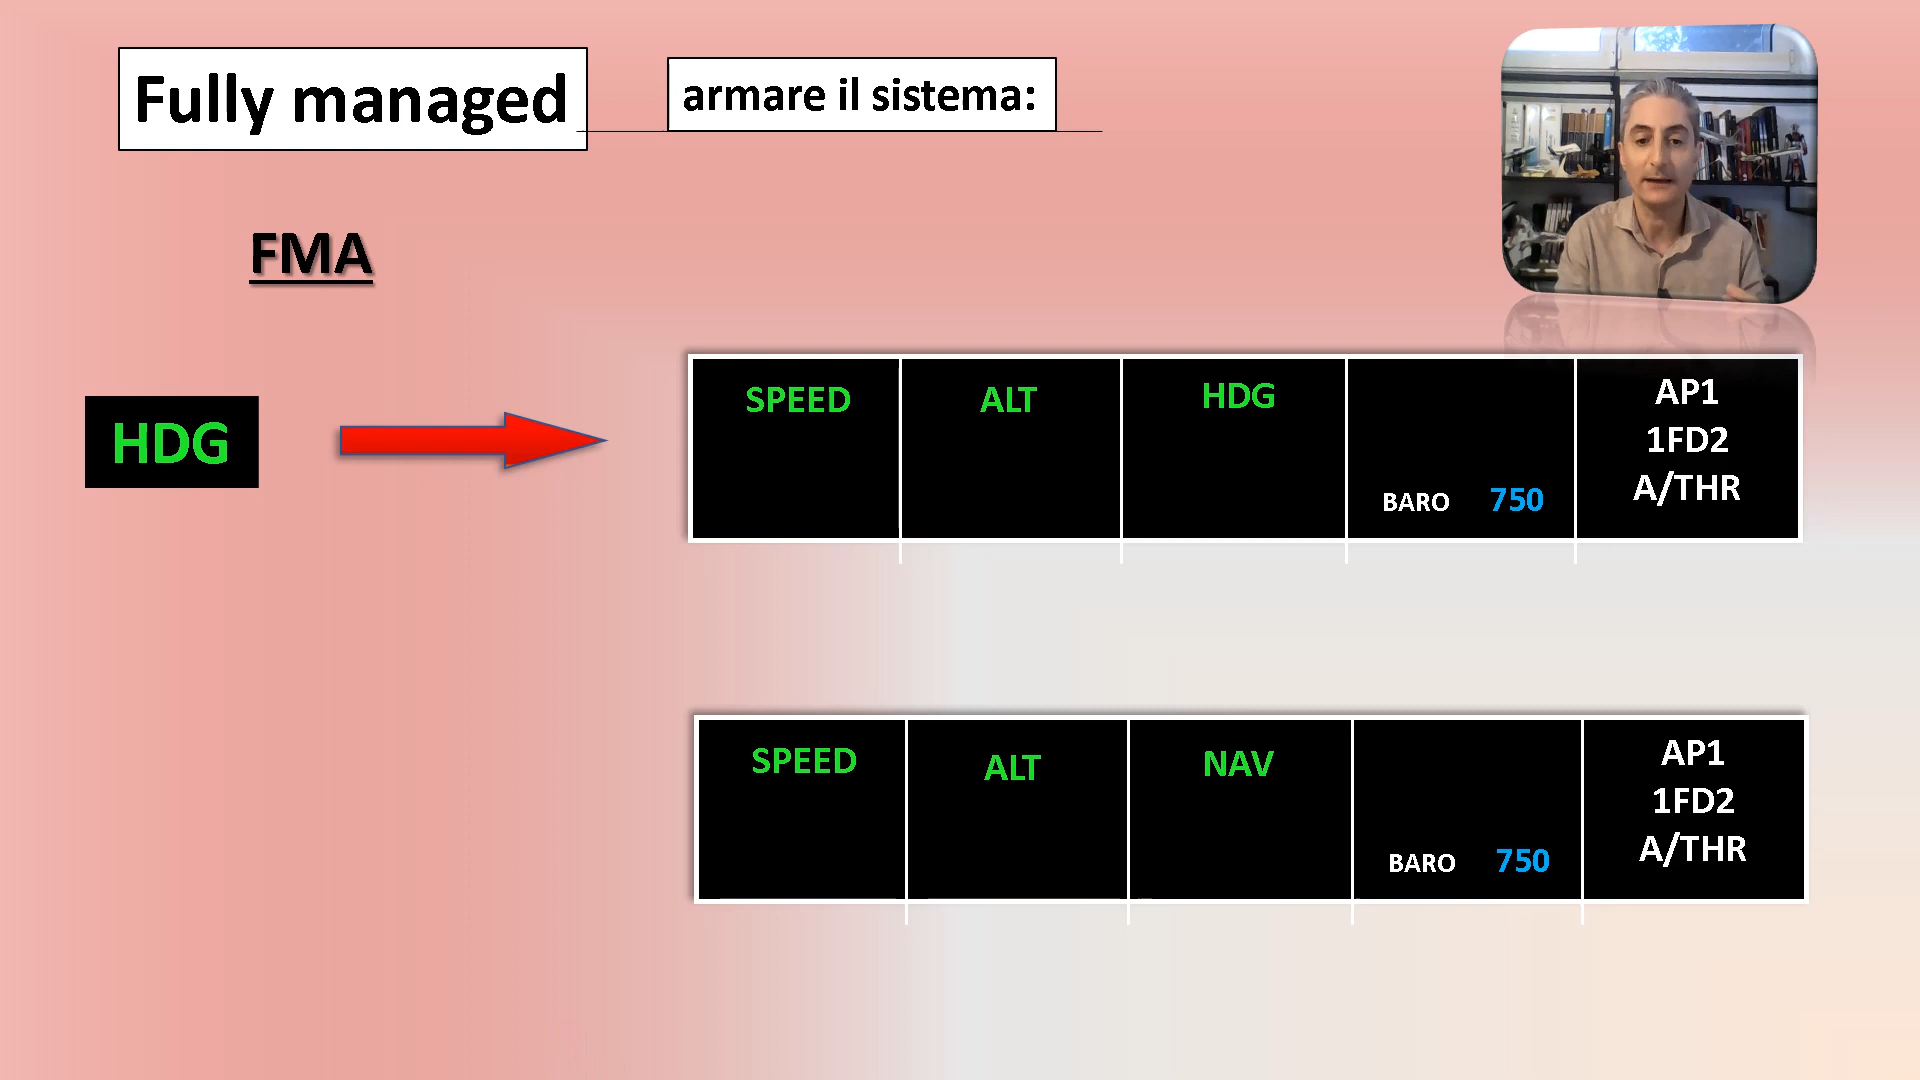 Fully managed
armare il sistema:
FMA
HDG
SPEED ALT HDG AP1
1FD2
BARO 750 A/THR
SPEED ALT NAV AP1
1FD2
BARO 750 A/THR